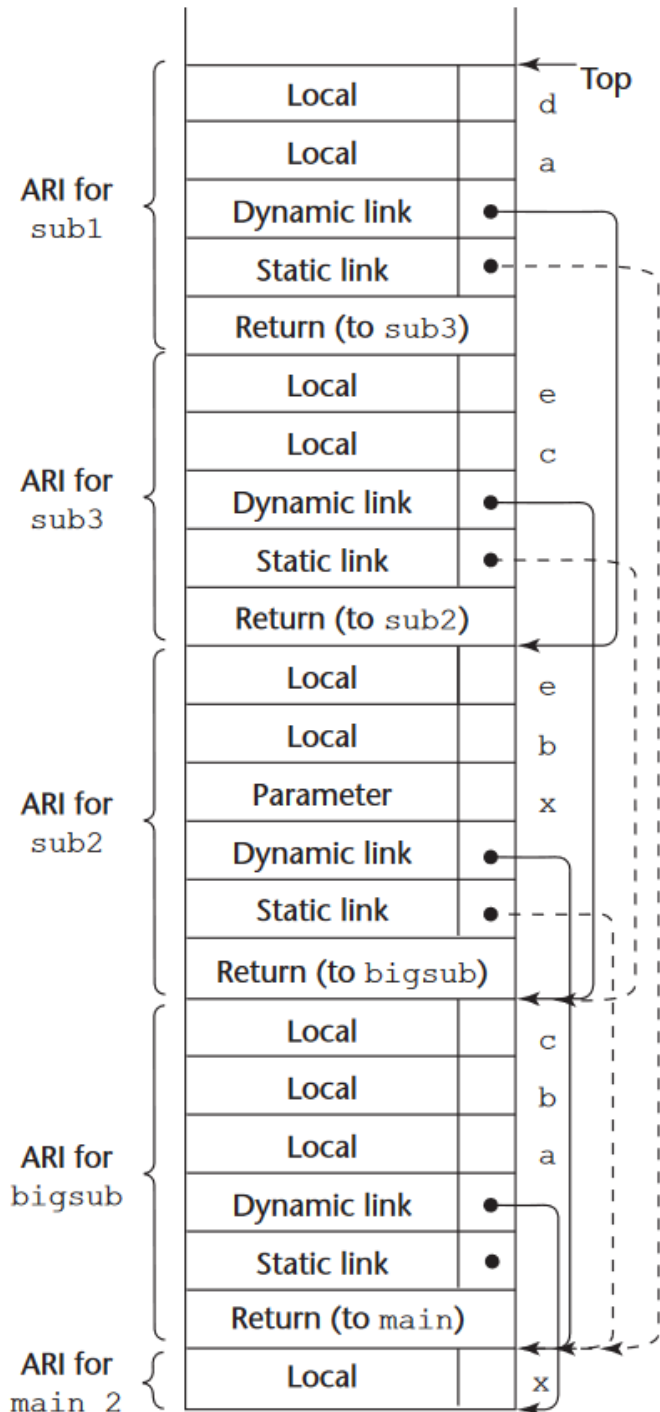 Top
Local
d
Local
a
ARI for
sub1
Dynamic link
Static link
Return (to sub3)
Local
e
Local
c
ARI for
sub3
Dynamic link
Static link
Return (to sub2)
Local
e
Local
b
Parameter
x
ARI for
sub2
Dynamic link
Static link
Return (to bigsub)
Local
c
Local
b
Local
a
ARI for
bigsub
Dynamic link
Static link
Return (to main)
ARI for
main_2
Local
x